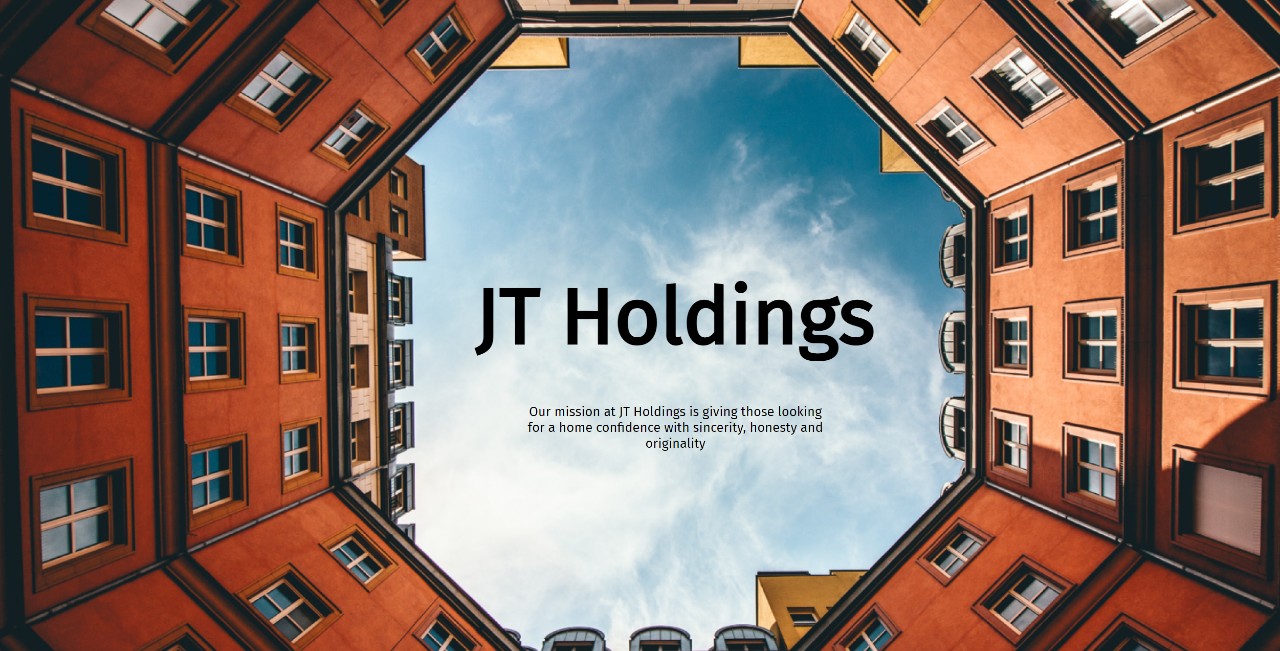 JT Holdings
Our mission at JT Holdings is giving those looking
for a home confidence with sincerity, honesty and
originality